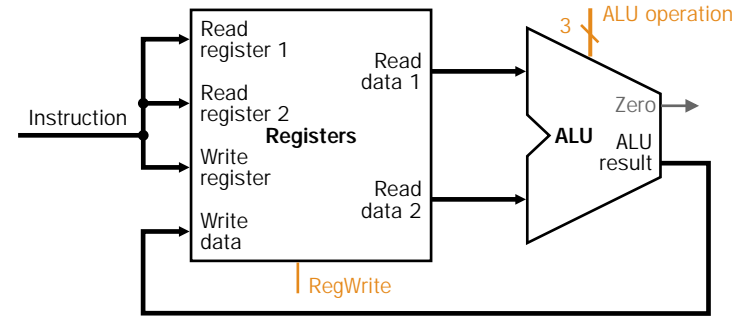 ALU operation
3
Read
register 1
Read
data 1
Read
register 2
Instruction
Registers
Zero
ALU
ALU
result
Write
register
Read
data 2
Write
data
RegWrite